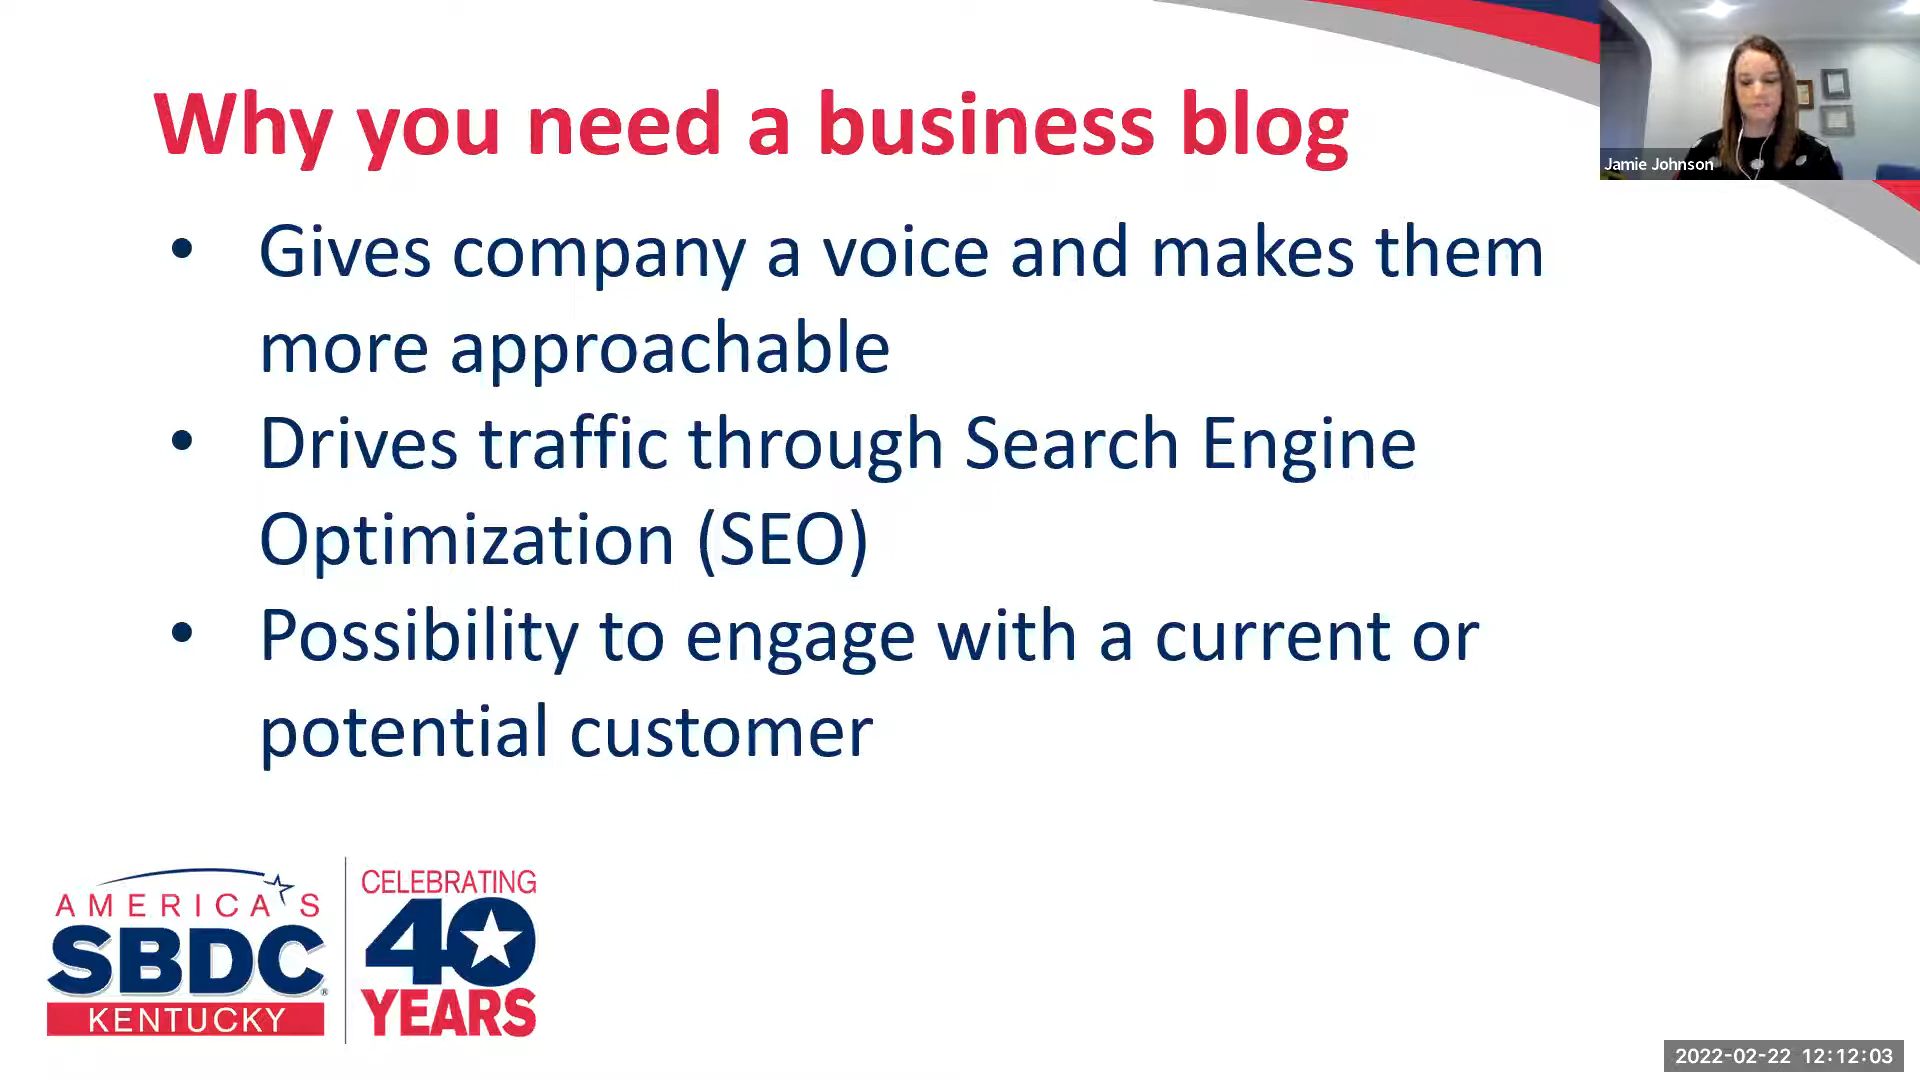 Why you need a business blog
• Gives company a voice and makes them
more approachable
• Drives traffic through Search Engine
Optimization (SEO)
• Possibility to engage with a current or
potential customer
Jamie Johnson
AMERICA'S
SBDC®
KENTUCKY
CELEBRATING
40
YEARS
2022-02-22 12:12:03